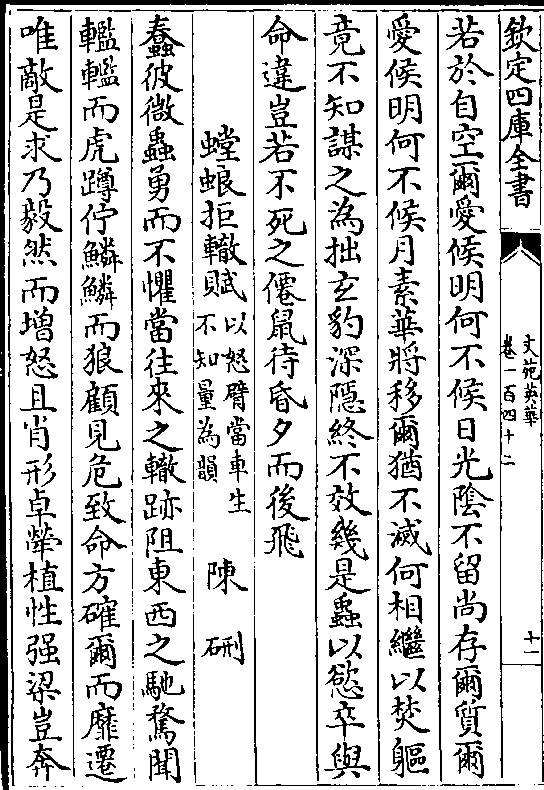 欽定四庫全書
文苑英華
卷一百四十二
十一
若於自空爾愛候明何不候日光陰不留尚存爾質爾
愛候明何不候月素華將移爾猶不滅何相繼以焚軀
竟不知謀之為拙玄豹深隱終不效幾是蟲以慾卒與
命違豈若不死之僊鼠待昏夕而後飛
螳蜋拒轍賦以怒臂當車生不知量為韻 陳硎
蠢彼微蟲勇而不懼當往來之轍跡阻東西之馳騖聞
轞轞而虎蹲佇鱗鱗而狼顧見危致命方確爾而靡遷
唯敵是求乃毅然而增怒且肖形卓犖植性强梁豈奔